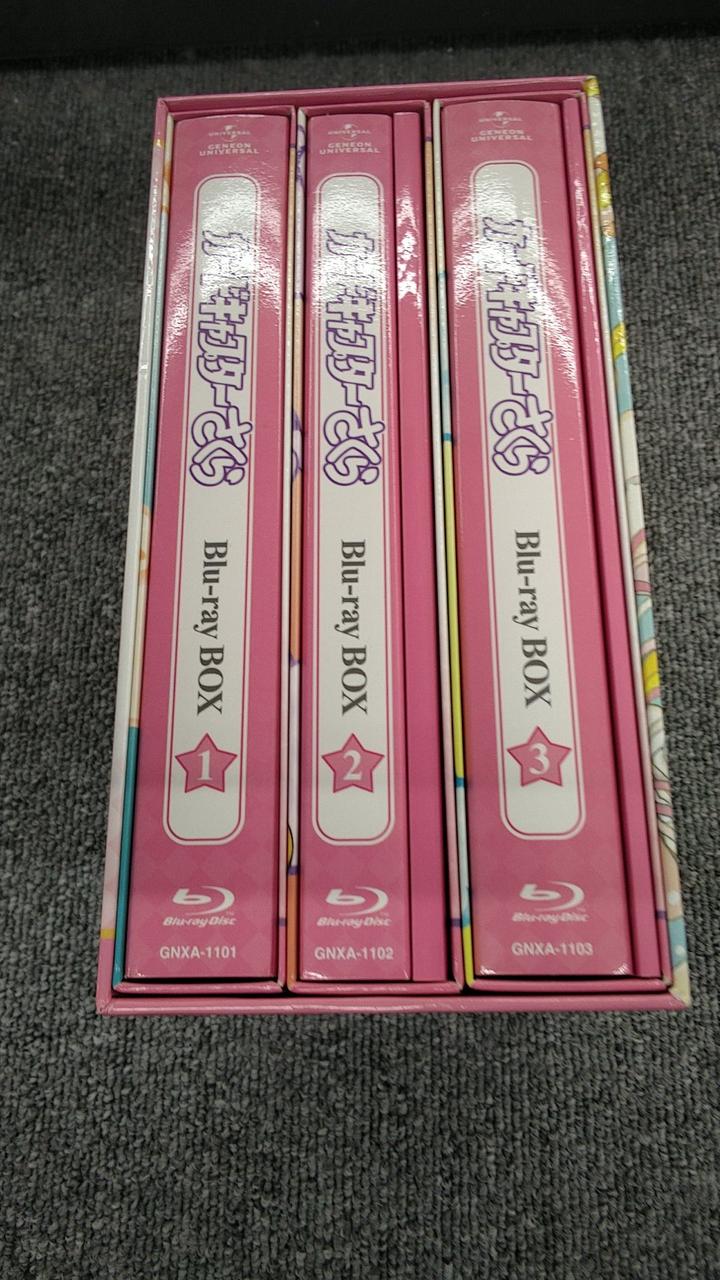 UNIVERSAL
GENEON
UNIVERSAL
カードキャプターさくら
Blu-ray BOX
1
Blu-ray Disc
TM
GNXA-1101
UNIVERSAL
GENEON
UNIVERSAL
カードキャプターさくら
Blu-ray BOX
2
Blu-ray Disc
TM
GNXA-1102
UNIVERSAL
GENEON
UNIVERSAL
カードキャプターさくら
Blu-ray BOX
3
Blu-ray Disc
TM
GNXA-1103